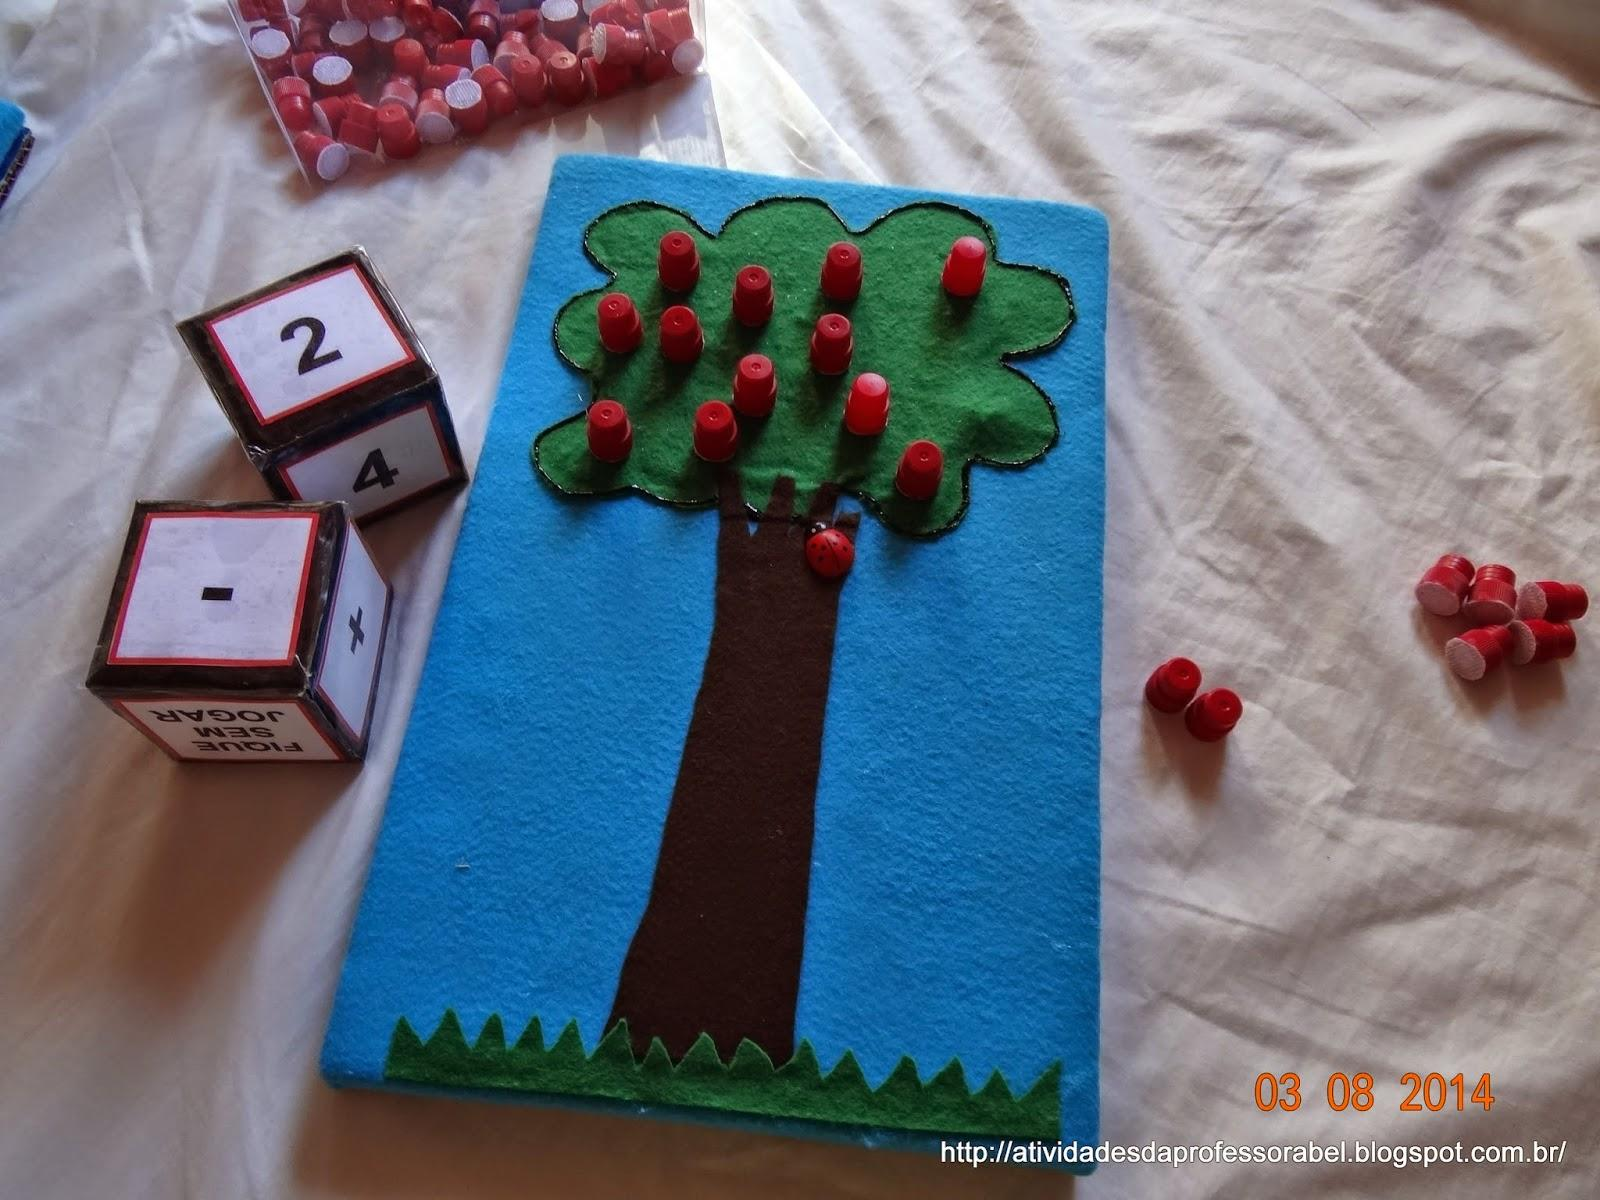 2
4
-
+
FIQUE
SEM
JOGAR
03 08 2014
http://atividadesdaprofessorabel.blogspot.com.br/